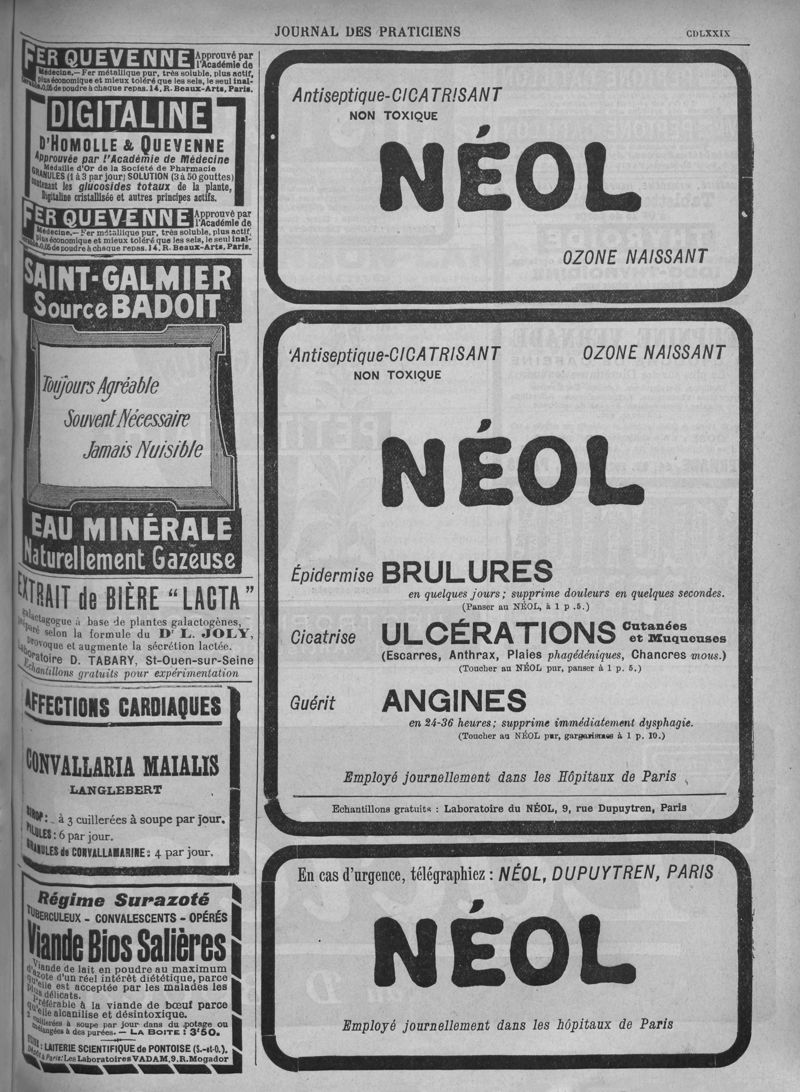 JOURNAL DES PRATICIENS
CDLXXIX
FER QUEVENNE Approuvé par
l'Académie de
Médecine.— Fer métallique pur, très soluble, plus actif,
plus économique et mieux toléré que les sels, le seul inal-
de poudre à chaque repas. 14, R. Beaux-Arts, Paris.
DIGITALINE
D'HOMOLLE & QUEVENNE
Approuvée par l'Académie de Médecine
Médaille d'Or de la Société de Pharmacie
GRANULES (1 à 3 par jour) SOLUTION (3 à 50 gouttes)
contenant les glucosides totaux de la plante,
Digitaline cristallisée et autres principes actifs.
FER QUEVENNE Approuvé par
l'Académie de
Médecine.— Fer métallique pur, très soluble, plus actif,
plus économique et mieux toléré que les sels, le seul inal-
de poudre à chaque repas. 14, R. Beaux-Arts, Paris.
SAINT-GALMIER
Source BADOIT
Toujours Agréable
Souvent Nécessaire
Jamais Nuisible
EAU MINÉRALE
Naturellement Gazeuse
EXTRAIT de BIÈRE "LACTA"
galactagogue à base de plantes galactogènes,
préparé selon la formule du Dr L. JOLY,
Provoque et augmente la sécrétion lactée.
Laboratoire D. TABARY, St-Ouen-sur-Seine
Echantillons gratuits pour expérimentation
AFFECTIONS CARDIAQUES
CONVALLARIA MAIALIS
LANGLEBERT
SIROP : à 3 cuillerées à soupe par jour.
PILULES : 6 par jour.
GRANULES de CONVALLAMARINE : 4 par jour.
Régime Surazoté
TUBERCULEUX - CONVALESCENTS - OPÉRÉS
Viande Bios Salières
Viande de lait en poudre au maximum
d'azote d'un réel intérêt diététique, parce
qu'elle est acceptée par les malades les
plus délicats.
Préférable à la viande de bœuf parce
qu'elle alcanilise et désintoxique.
cuillerées à soupe par jour dans du potage ou
mélangées à des purées. — LA BOITE : 3'50.
LAITERIE SCIENTIFIQUE de PONTOISE (S.-et-O.).
à Paris: Les Laboratoires VADAM, 9, R. Mogador
Antiseptique-CICATRISANT
NON TOXIQUE
NÉOL
OZONE NAISSANT
Antiseptique-CICATRISANT OZONE NAISSANT
NON TOXIQUE
NÉOL
Épidermise BRULURES
en quelques jours; supprime douleurs en quelques secondes.
(Panser au NÉOL, à 1 p .5.)
Cicatrise ULCÉRATIONS Cutanées
et Muqueuses
(Escarres, Anthrax, Plaies phagédéniques, Chancres mous.)
(Toucher au NÉOL pur, panser à 1 p. 5.)
Guérit ANGINES
en 24-36 heures; supprime immédiatement dysphagie.
(Toucher au NÉOL pur, gargarismes à 1 p. 10.)
Employé journellement dans les Hôpitaux de Paris
Echantillons gratuits : Laboratoire du NÉOL, 9, rue Dupuytren, Paris
En cas d'urgence, télégraphiez : NÉOL, DUPUYTREN, PARIS
NÉOL
Employé journellement dans les hôpitaux de Paris